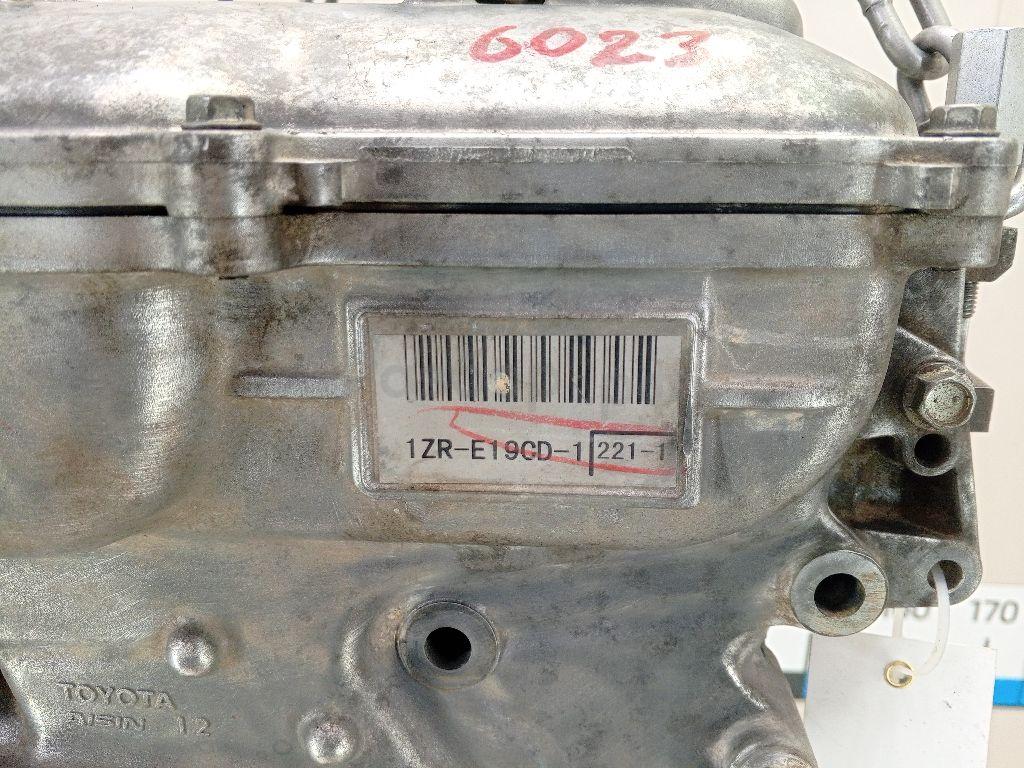 6023
1ZR-E19CD-1 221-1
170
TOYOTA
AISIN 12